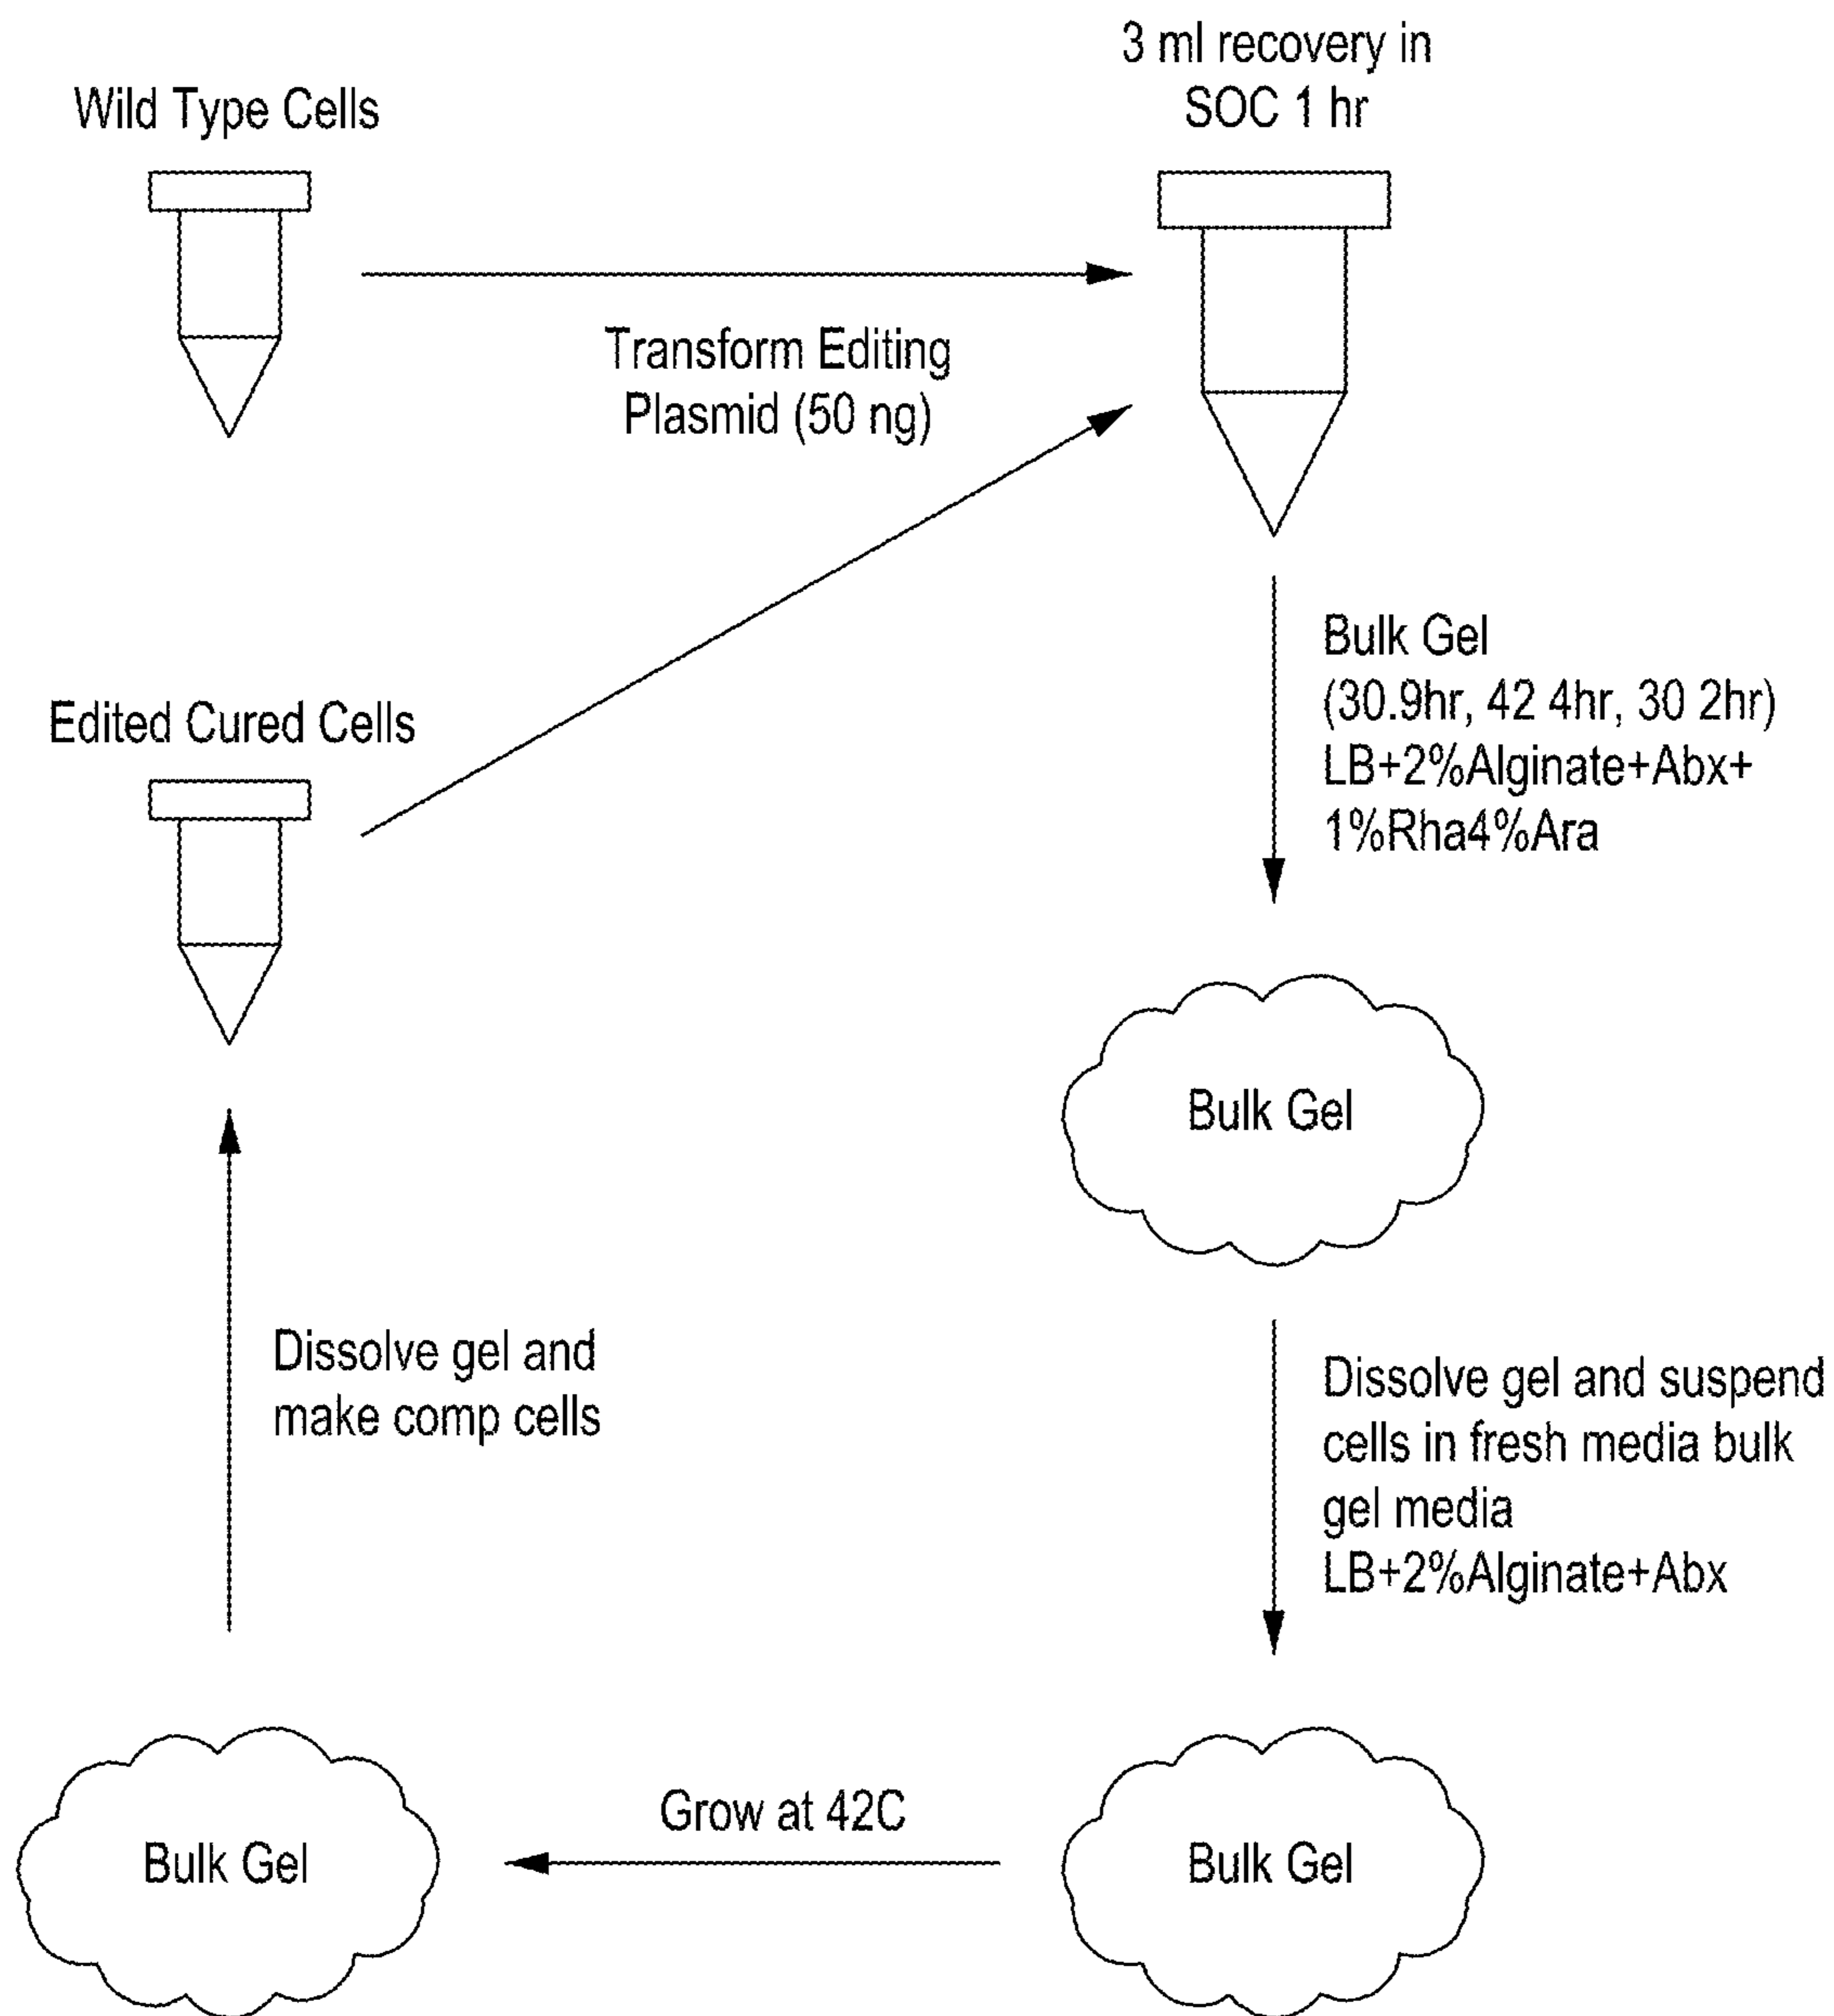 3 ml recovery in
SOC 1 hr
Wild Type Cells
Transform Editing
Plasmid (50 ng)
Bulk Gel
(30.9hr, 42 4hr, 30 2hr)
LB+2%Alginate+Abx+
1%Rha4%Ara
Edited Cured Cells
Bulk Gel
Dissolve gel and
make comp cells
Dissolve gel and suspend
cells in fresh media bulk
gel media
LB+2%Alginate+Abx
Bulk Gel
Grow at 42C
Bulk Gel